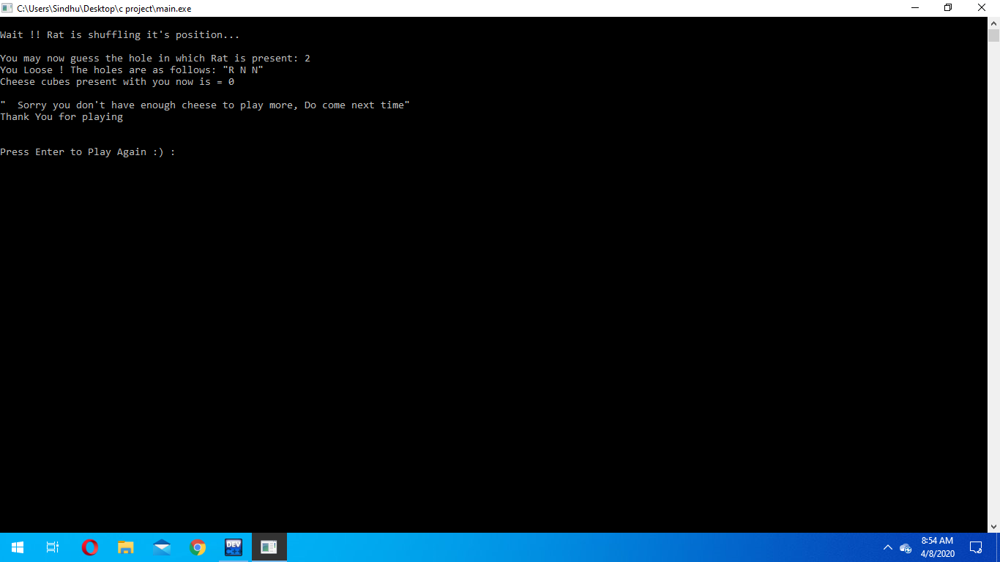 C:\Users\Sindhu\Desktop\c project\main.exe
Wait !! Rat is shuffling it's position...
You may now guess the hole in which Rat is present: 2
You Loose ! The holes are as follows: "R N N"
Cheese cubes present with you now is = 0
"  Sorry you don't have enough cheese to play more, Do come next time"
Thank You for playing
Press Enter to Play Again :) :
DEV
C++
8:54 AM
4/8/2020